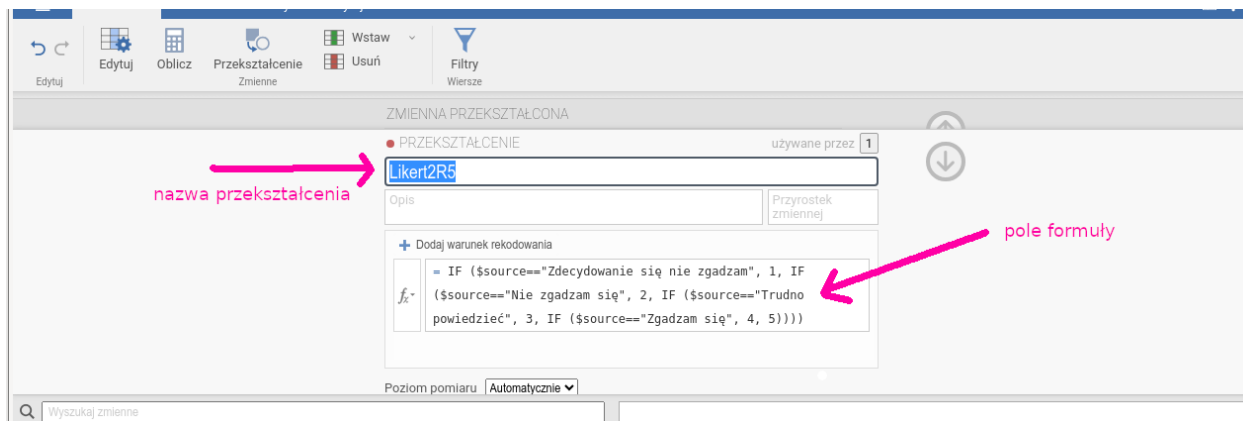 Edytuj
Oblicz
Przekształcenie
Wstaw
Usuń
Filtry
Edytuj
Zmienne
Wiersze
ZMIENNA PRZEKSZTAŁCONA
PRZEKSZTAŁCENIE
używane przez 1
Likert2R5
nazwa przekształcenia
Opis
Przyrostek
zmiennej
pole formuły
+ Dodaj warunek rekodowania
fx
= IF ($source=="Zdecydowanie się nie zgadzam", 1, IF
($source=="Nie zgadzam się", 2, IF ($source=="Trudno
powiedzieć", 3, IF ($source=="Zgadzam się", 4, 5))))
Poziom pomiaru Automatycznie
Wyszukaj zmienne